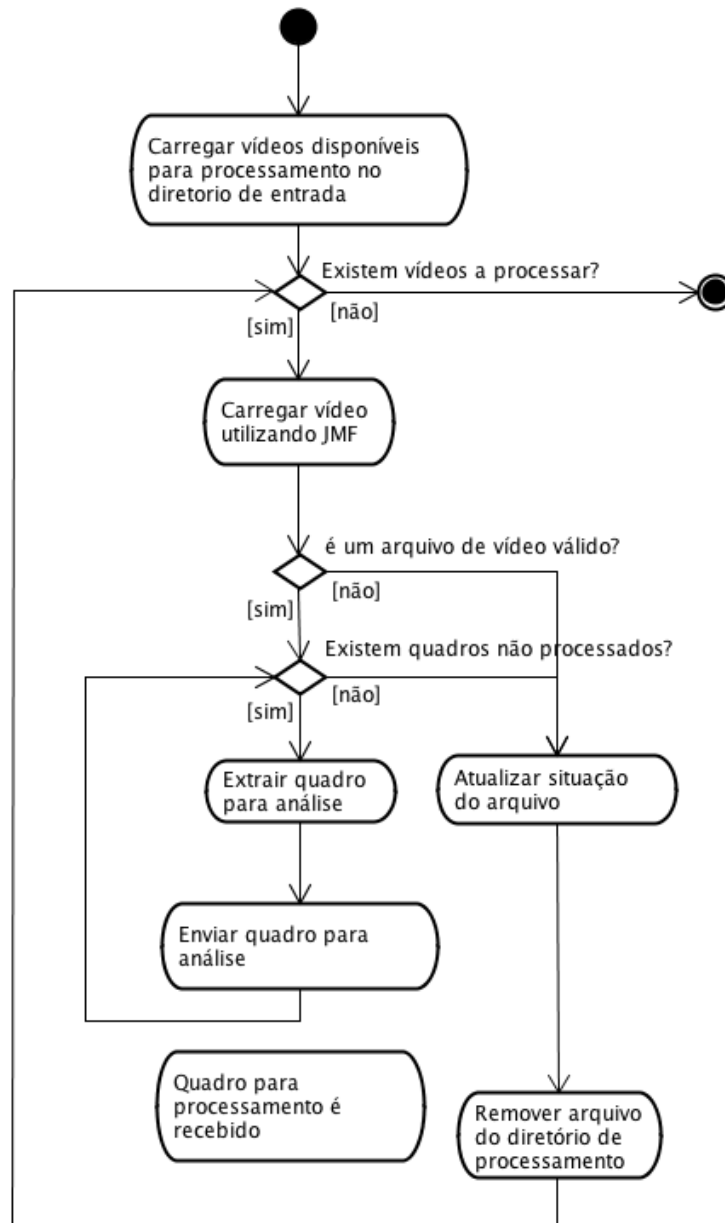 Carregar vídeos disponíveis
para processamento no
diretorio de entrada
Existem vídeos a processar?
[sim]
[não]
Carregar vídeo
utilizando JMF
é um arquivo de vídeo válido?
[não]
[sim]
Existem quadros não processados?
[não]
[sim]
Extrair quadro
para análise
Atualizar situação
do arquivo
Enviar quadro para
análise
Quadro para
processamento é
recebido
Remover arquivo
do diretório de
processamento